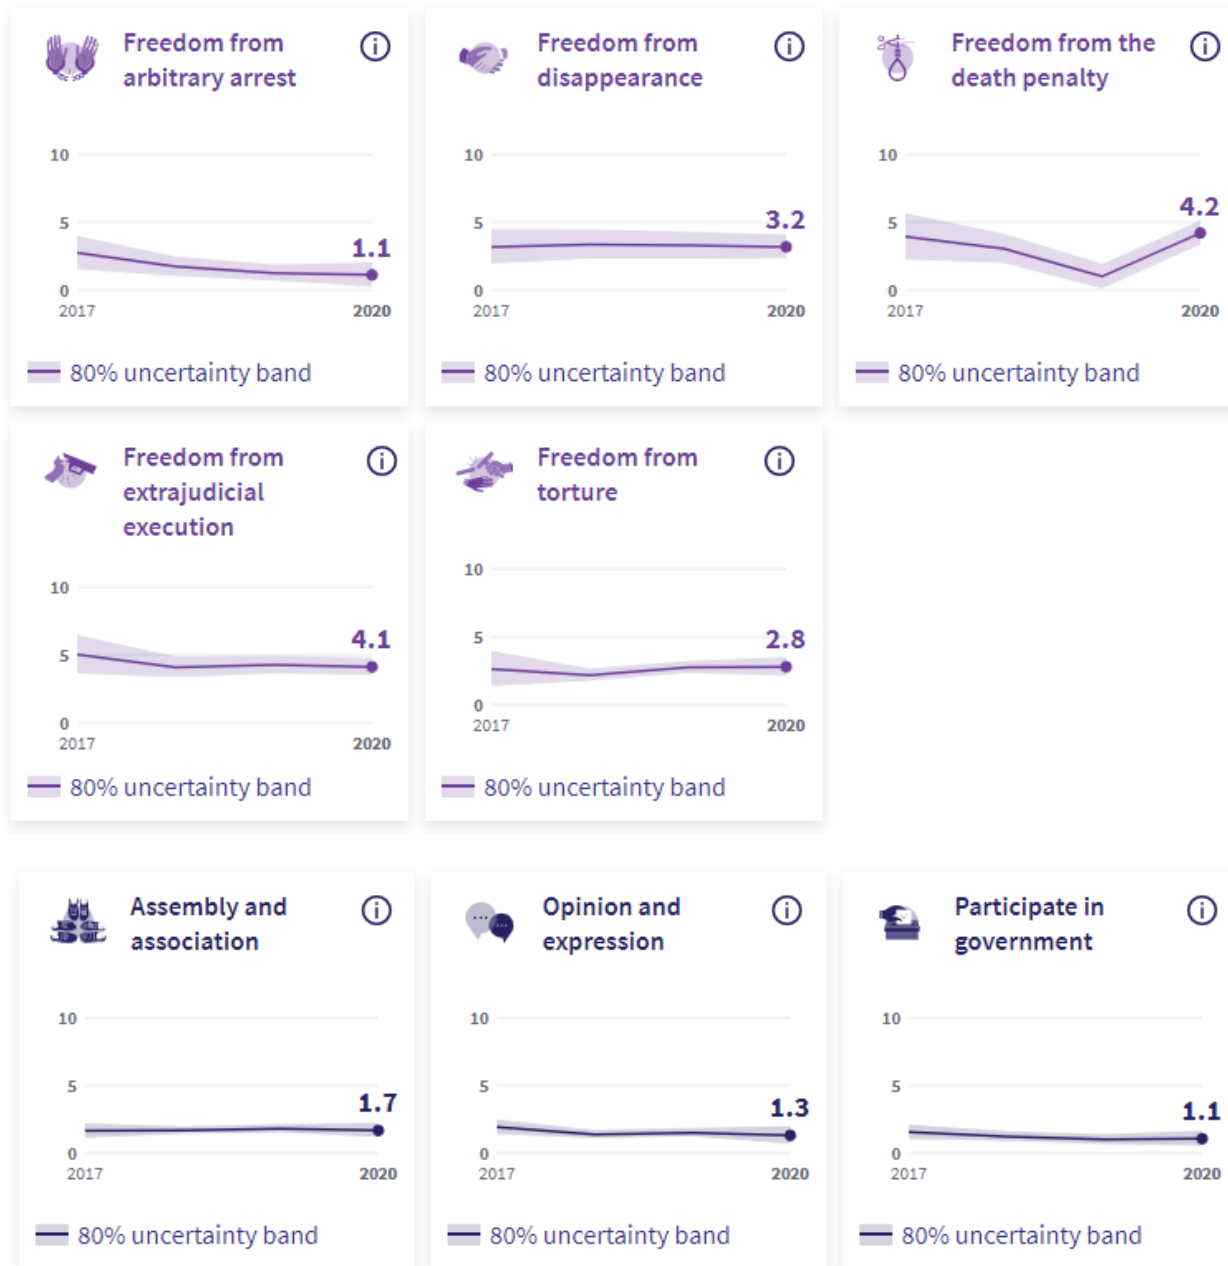 Freedom from
arbitrary arrest
10
5
1.1
0
2017
2020
80% uncertainty band
Freedom from
disappearance
10
5
3.2
0
2017
2020
80% uncertainty band
Freedom from the
death penalty
10
5
4.2
0
2017
2020
80% uncertainty band
Freedom from
extrajudicial
execution
10
5
4.1
0
2017
2020
80% uncertainty band
Freedom from
torture
10
5
2.8
0
2017
2020
80% uncertainty band
Assembly and
association
10
5
1.7
0
2017
2020
80% uncertainty band
Opinion and
expression
10
5
1.3
0
2017
2020
80% uncertainty band
Participate in
government
10
5
1.1
0
2017
2020
80% uncertainty band